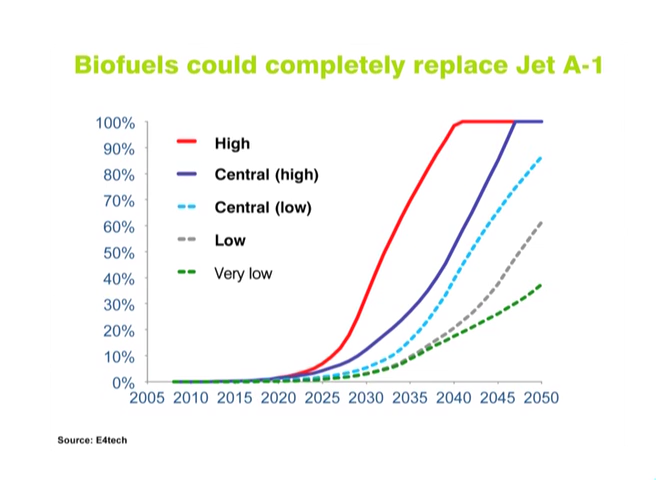 Biofuels could completely replace Jet A-1
100%
90%
80%
70%
60%
50%
40%
30%
20%
10%
0%
High
Central (high)
Central (low)
Low
Very low
2005 2010 2015 2020 2025 2030 2035 2040 2045 2050
Source: E4tech